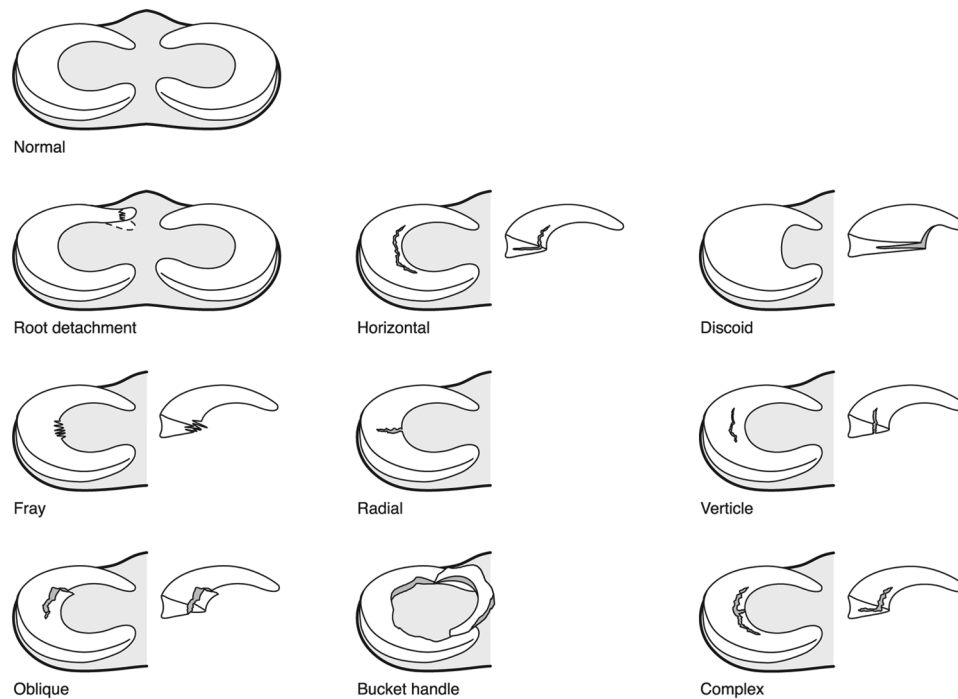 Normal
Root detachment
Horizontal
Discoid
Fray
Radial
Verticle
Oblique
Bucket handle
Complex